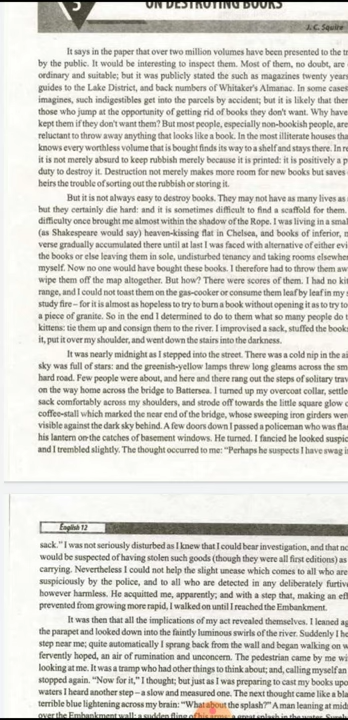 5 ON DESTROYING BOOKS
J. C. Squire
It says in the paper that over two million volumes have been presented to the tr
by the public. It would be interesting to inspect them. Most of them, no doubt, are
ordinary and suitable; but it was publicly stated the such as magazines twenty years
guides to the Lake District, and back numbers of Whitaker's Almanac. In some cases
imagines, such indigestibles get into the parcels by accident; but it is likely that ther
those who jump at the opportunity of getting rid of books they don't want. Why have
kept them if they don't want them? But most people, especially non-bookish people, are
reluctant to throw away anything that looks like a book. In the most illiterate houses tha
knows every worthless volume that is bought finds its way to a shelf and stays there. In re
it is not merely absurd to keep rubbish merely because it is printed: it is positively a p
duty to destroy it. Destruction not merely makes more room for new books but saves
heirs the trouble of sorting out the rubbish or storing it.
But it is not always easy to destroy books. They may not have as many lives as
but they certainly die hard: and it is sometimes difficult to find a scaffold for them.
difficulty once brought me almost within the shadow of the Rope. I was living in a smal
(as Shakespeare would say) heaven-kissing flat in Chelsea, and books of inferior, n
verse gradually accumulated there until at last I was faced with alternative of either evi
the books or else leaving them in sole, undisturbed tenancy and taking rooms elsewher
myself. Now no one would have bought these books. I therefore had to throw them aw
wipe them off the map altogether. But how? There were scores of them. I had no kit
range, and I could not toast them on the gas-cooker or consume them leaf by leaf in my
study fire – for it is almost as hopeless to try to burn a book without opening it as to try to
a piece of granite. So in the end I determined to do to them what so many people do t
kittens: tie them up and consign them to the river. I improvised a sack, stuffed the book
it, put it over my shoulder, and went down the stairs into the darkness.
It was nearly midnight as I stepped into the street. There was a cold nip in the ai
sky was full of stars: and the greenish-yellow lamps threw long gleams across the sm
hard road. Few people were about, and here and there rang out the steps of solitary trav
on the way home across the bridge to Battersea. I turned up my overcoat collar, settle
sack comfortably across my shoulders, and strode off towards the little square glow o
coffee-stall which marked the near end of the bridge, whose sweeping iron girders wer
visible against the dark sky behind. A few doors down I passed a policeman who was flas
his lantern on the catches of basement windows. He turned. I fancied he looked suspic
and I trembled slightly. The thought occurred to me: "Perhaps he suspects I have swag i
English 12
sack." I was not seriously disturbed as I knew that I could bear investigation, and that no
would be suspected of having stolen such goods (though they were all first editions) as
carrying. Nevertheless I could not help the slight unease which comes to all who are
suspiciously by the police, and to all who are detected in any deliberately furtive
however harmless. He acquitted me, apparently; and with a step that, making an eff
prevented from growing more rapid, I walked on until I reached the Embankment.
It was then that all the implications of my act revealed themselves. I leaned ag
the parapet and looked down into the faintly luminous swirls of the river. Suddenly I he
step near me; quite automatically I sprang back from the wall and began walking on w
fervently hoped, an air of rumination and unconcern. The pedestrian came by me wi
looking at me. It was a tramp who had other things to think about; and, calling myself an
stopped again. "Now for it," I thought; but just as I was preparing to cast my books upo
waters I heard another step – a slow and measured one. The next thought came like a bla
terrible blue lightening across my brain: "What about the splash?" A man leaning at mid
over the Embankment wall: a sudden fling of his arms: a great splash in the water. Su